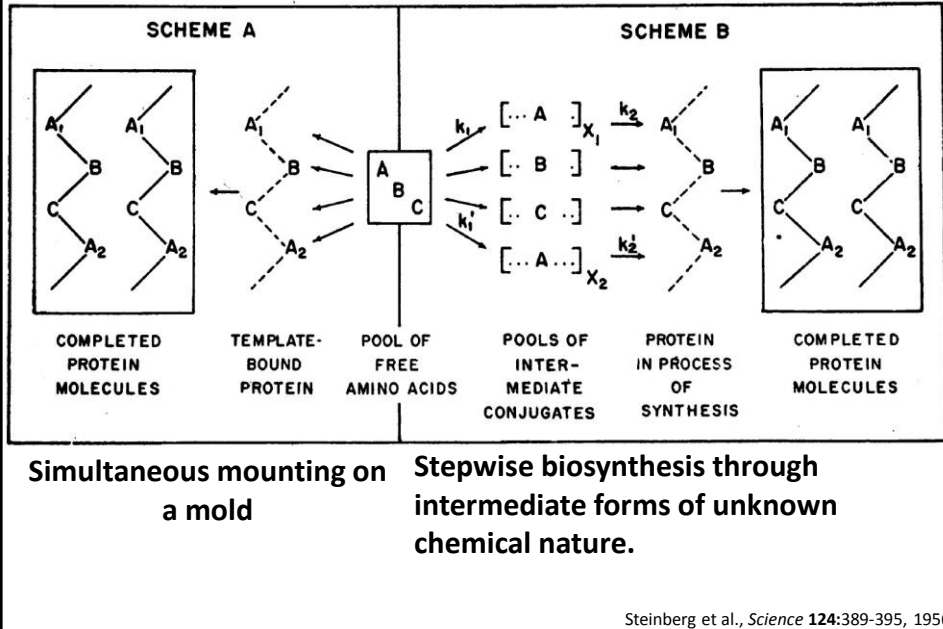 SCHEME A
SCHEME B
A₁ A₁ A₁ k₁ [... A .]X₁ k₂ A₁ A₁ A₁
B B B A B C [.. B .] B B B
C C C k₁' [.. C ..] C C C
A₂ A₂ A₂ [... A ...]X₂ k₂' A₂ A₂ A₂
COMPLETED PROTEIN MOLECULES
TEMPLATE-BOUND PROTEIN
POOL OF FREE AMINO ACIDS
POOLS OF INTER-MEDIATE CONJUGATES
PROTEIN IN PROCESS OF SYNTHESIS
COMPLETED PROTEIN MOLECULES
Simultaneous mounting on
a mold
Stepwise biosynthesis through
intermediate forms of unknown
chemical nature.
Steinberg et al., Science 124:389-395, 1956